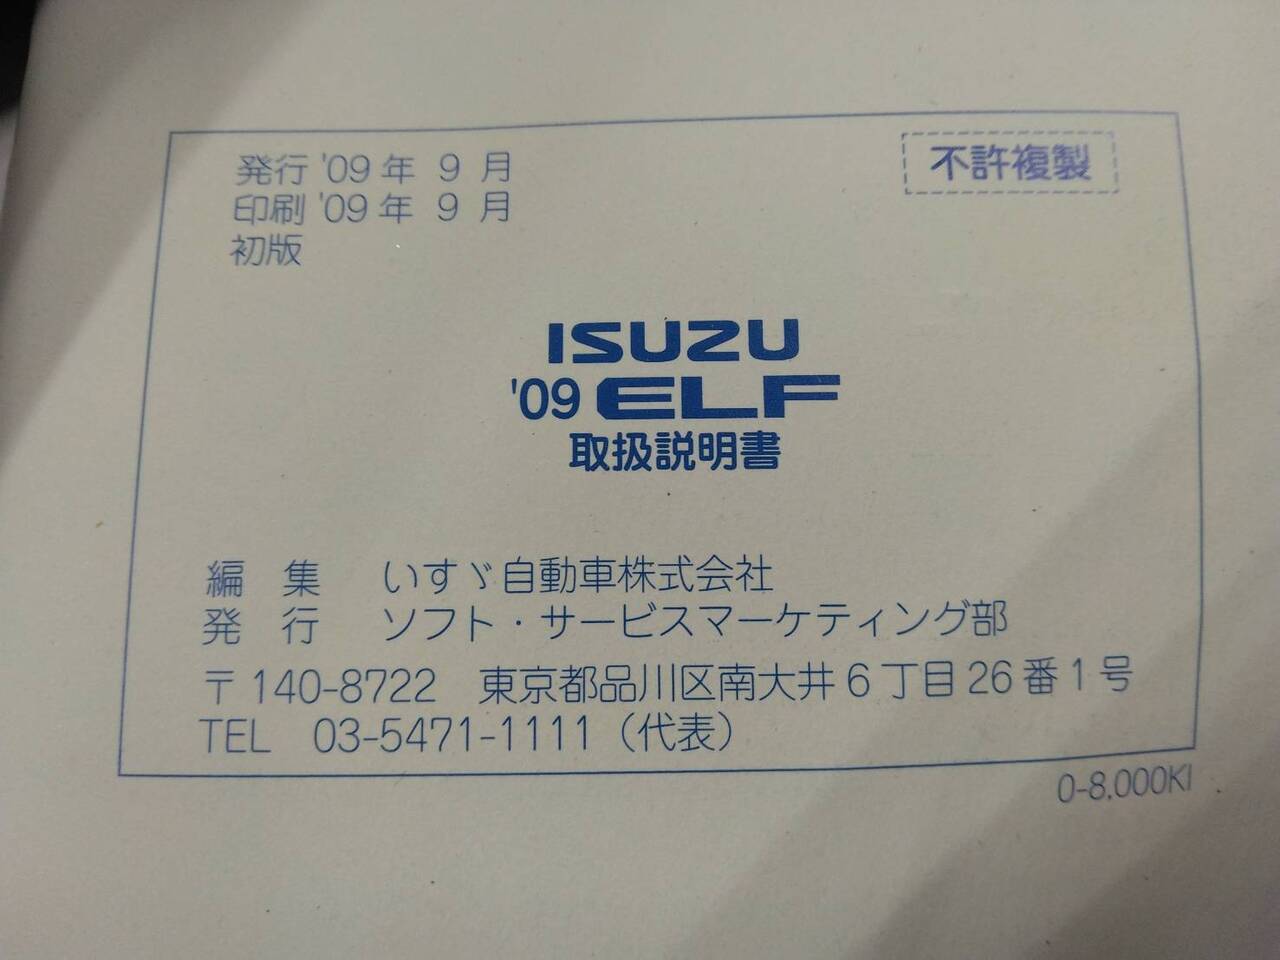 発行 '09 年 9 月
不許複製
印刷 '09 年 9 月
初版
ISUZU
'09 ELF
取扱説明書
編 集 いすゞ自動車株式会社
発 行 ソフト・サービスマーケティング部
〒140-8722 東京都品川区南大井 6 丁目 26 番 1 号
TEL 03-5471-1111（代表）
0-8,000KI